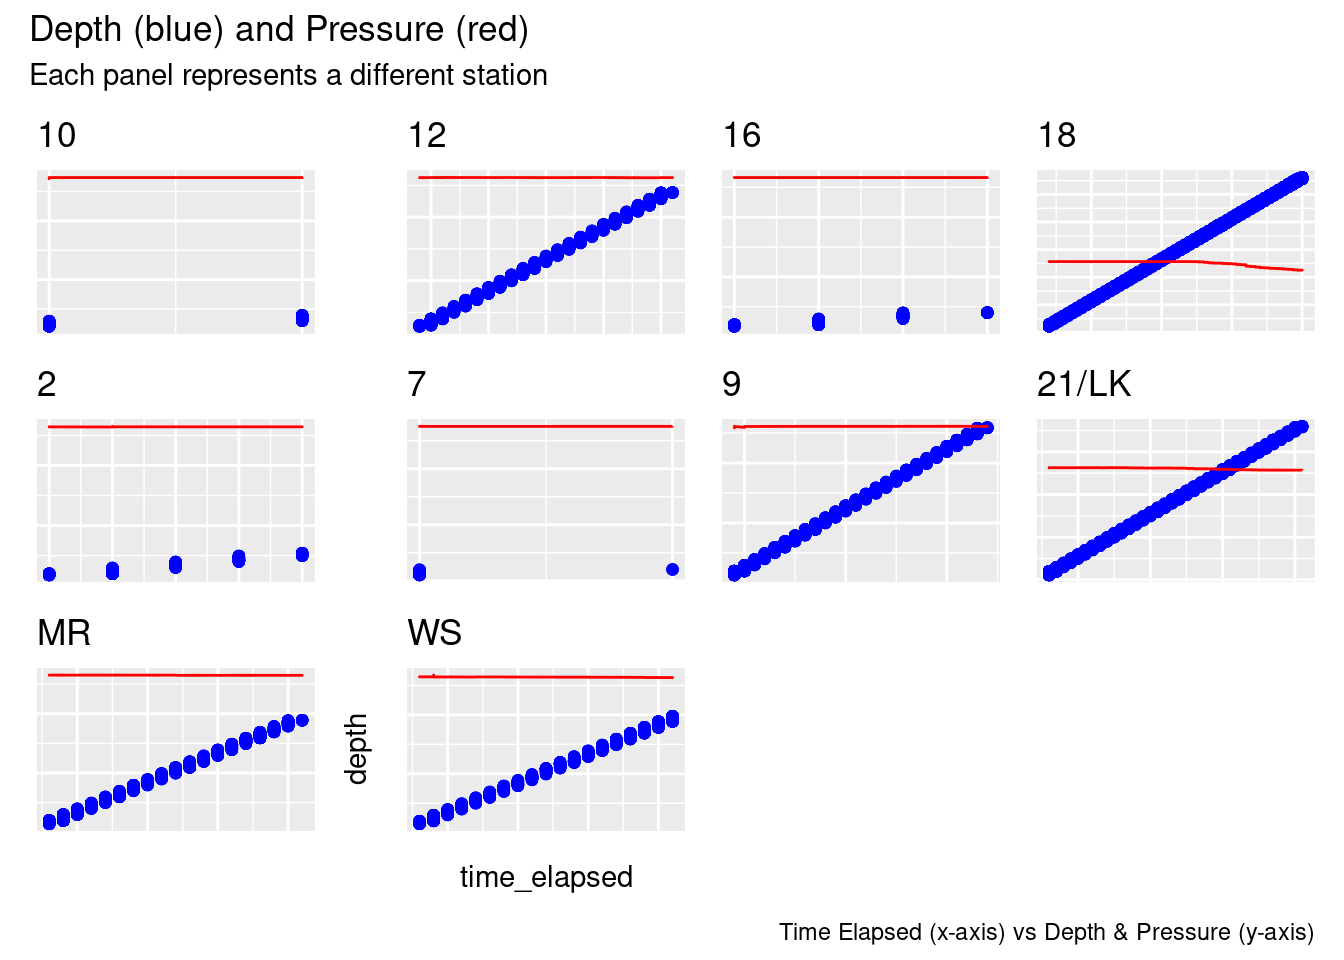 Depth (blue) and Pressure (red)
Each panel represents a different station
10
12
16
18
2
7
9
21/LK
MR
WS
depth
time_elapsed
Time Elapsed (x-axis) vs Depth & Pressure (y-axis)